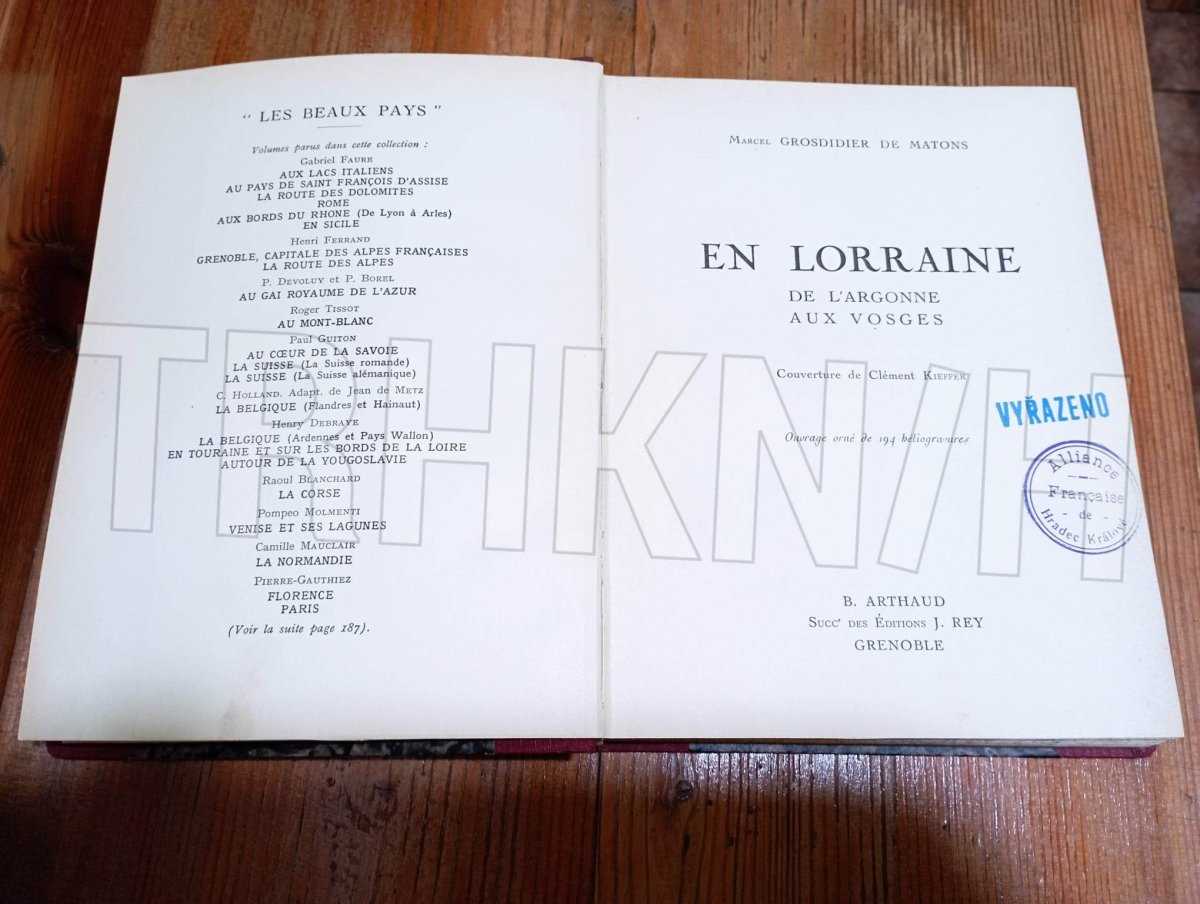 “ LES BEAUX PAYS ”
Volumes parus dans cette collection :
Gabriel FAURE
AUX LACS ITALIENS
AU PAYS DE SAINT FRANÇOIS D'ASSISE
LA ROUTE DES DOLOMITES
ROME
AUX BORDS DU RHONE (De Lyon à Arles)
EN SICILE
Henri FERRAND
GRENOBLE, CAPITALE DES ALPES FRANÇAISES
LA ROUTE DES ALPES
P. DEVOLUY et P. BOREL
AU GAI ROYAUME DE L'AZUR
Roger TISSOT
AU MONT-BLANC
Paul GUITON
AU CŒUR DE LA SAVOIE
LA SUISSE (La Suisse romande)
LA SUISSE (La Suisse alémanique)
C. HOLLAND. Adapt. de Jean de METZ
LA BELGIQUE (Flandres et Hainaut)
Henry DEBRAYE
LA BELGIQUE (Ardennes et Pays Wallon)
EN TOURAINE ET SUR LES BORDS DE LA LOIRE
AUTOUR DE LA YOUGOSLAVIE
Raoul BLANCHARD
LA CORSE
Pompeo MOLMENTI
VENISE ET SES LAGUNES
Camille MAUCLAIR
LA NORMANDIE
PIERRE-GAUTHIEZ
FLORENCE
PARIS
(Voir la suite page 187).
MARCEL GROSDIDIER DE MATONS
EN LORRAINE
DE L'ARGONNE
AUX VOSGES
Couverture de Clément KIEFFER
Ouvrage orné de 194 héliogravures
VYŘAZENO
Alliance
Française
- de -
Hradec Králové
B. ARTHAUD
SUCCʳ DES ÉDITIONS J. REY
GRENOBLE
TRHKNIH